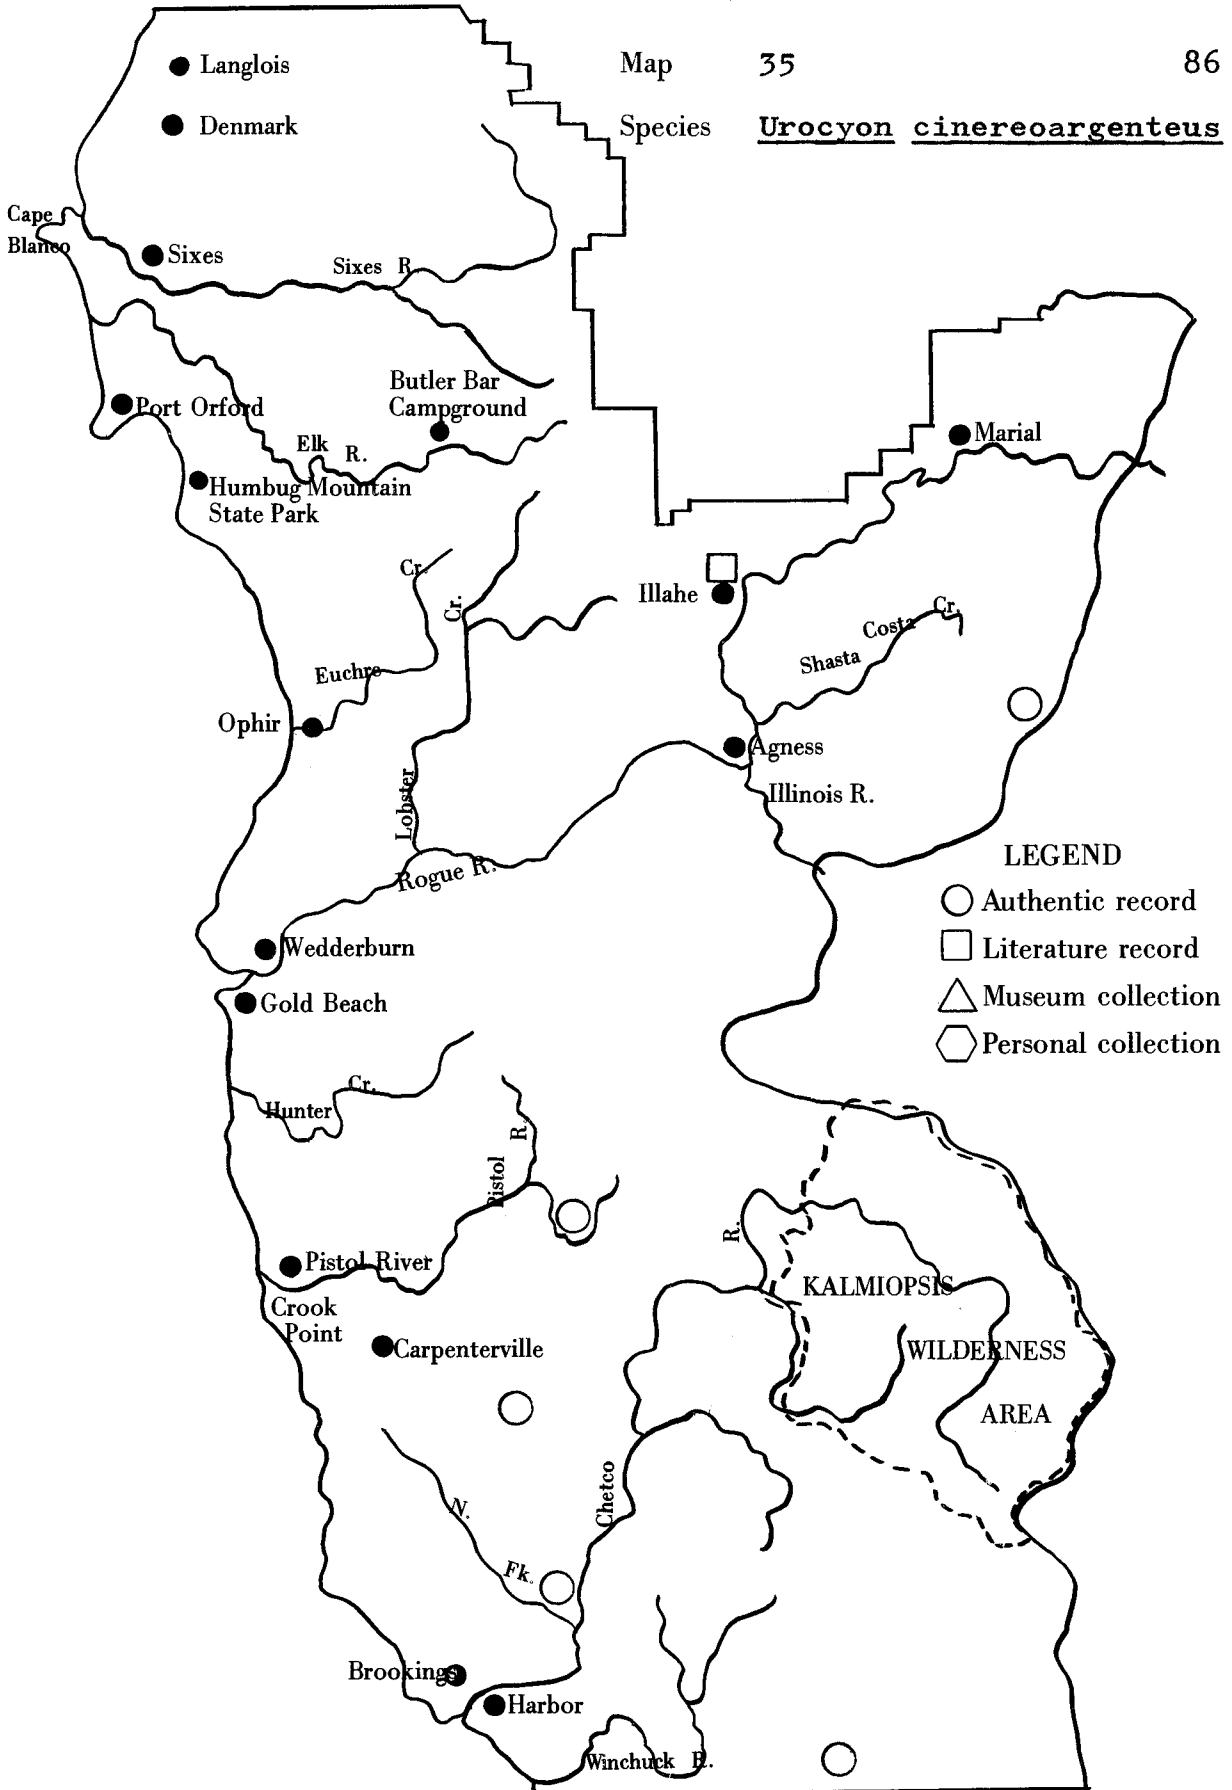 Map 35 86
Species Urocyon cinereoargenteus
Langlois
Denmark
Cape
Blanco
Sixes
Sixes R.
Butler Bar
Campground
Port Orford
Elk R.
Marial
Humbug Mountain
State Park
Cr.
Cr.
Illahe
Cr.
Costa
Shasta
Euchre
Ophir
Agness
Lobster
Illinois R.
LEGEND
Rogue R.
Authentic record
Wedderburn
Literature record
Gold Beach
Museum collection
Personal collection
Cr.
Hunter
R.
Pistol
R.
Pistol River
KALMIOPSIS
Crook
Point
Carpenterville
WILDERNESS
AREA
Chetco
N.
Fk.
Brookings
Harbor
Winchuck R.